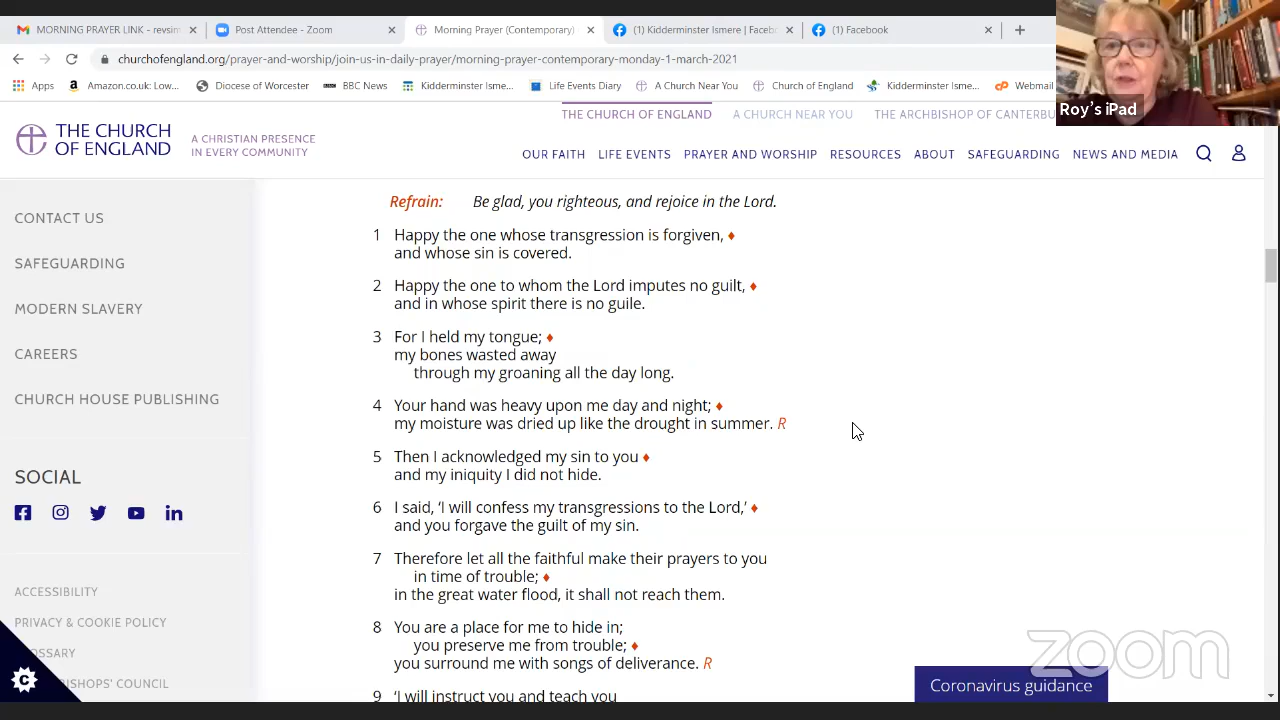 MORNING PRAYER LINK - revsim
Post Attendee - Zoom
Morning Prayer (Contemporary)
(1) Kidderminster Ismere | Faceb
(1) Facebook
churchofengland.org/prayer-and-worship/join-us-in-daily-prayer/morning-prayer-contemporary-monday-1-march-2021
Apps
Amazon.co.uk: Low...
Diocese of Worcester
BBC News
Kidderminster Isme...
Life Events Diary
A Church Near You
Church of England
Kidderminster Isme...
Webmail
Roy's iPad
THE CHURCH OF ENGLAND
A CHURCH NEAR YOU
THE ARCHBISHOP OF CANTERBU
THE CHURCH
OF ENGLAND
A CHRISTIAN PRESENCE
IN EVERY COMMUNITY
OUR FAITH LIFE EVENTS PRAYER AND WORSHIP RESOURCES ABOUT SAFEGUARDING NEWS AND MEDIA
CONTACT US
SAFEGUARDING
MODERN SLAVERY
CAREERS
CHURCH HOUSE PUBLISHING
SOCIAL
ACCESSIBILITY
PRIVACY & COOKIE POLICY
OSSARY
BISHOPS' COUNCIL
Refrain: Be glad, you righteous, and rejoice in the Lord.
1 Happy the one whose transgression is forgiven, ♦
and whose sin is covered.
2 Happy the one to whom the Lord imputes no guilt, ♦
and in whose spirit there is no guile.
3 For I held my tongue; ♦
my bones wasted away
through my groaning all the day long.
4 Your hand was heavy upon me day and night; ♦
my moisture was dried up like the drought in summer. R
5 Then I acknowledged my sin to you ♦
and my iniquity I did not hide.
6 I said, ‘I will confess my transgressions to the Lord,’ ♦
and you forgave the guilt of my sin.
7 Therefore let all the faithful make their prayers to you
in time of trouble; ♦
in the great water flood, it shall not reach them.
8 You are a place for me to hide in;
you preserve me from trouble; ♦
you surround me with songs of deliverance. R
9 ‘I will instruct you and teach you
zoom
Coronavirus guidance